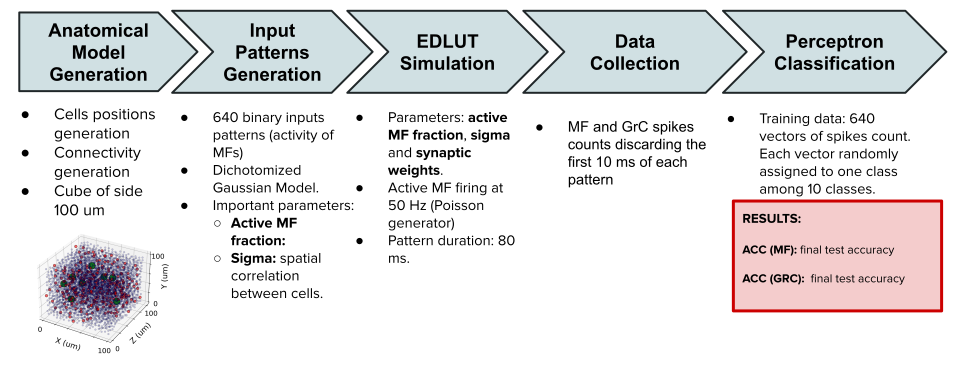 Anatomical
Model
Generation
Input
Patterns
Generation
EDLUT
Simulation
Data
Collection
Perceptron
Classification
● Cells positions
generation
● Connectivity
generation
● Cube of side
100 um
100
Y (um)
0
100
Z (um)
0
0
X (um)
100
● 640 binary inputs
patterns (activity of
MFs)
● Dichotomized
Gaussian Model.
● Important parameters:
○ Active MF
fraction:
○ Sigma: spatial
correlation
between cells.
● Parameters: active
MF fraction, sigma
and synaptic
weights.
● Active MF firing at
50 Hz (Poisson
generator)
● Pattern duration: 80
ms.
● MF and GrC spikes
counts discarding the
first 10 ms of each
pattern
● Training data: 640
vectors of spikes count.
Each vector randomly
assigned to one class
among 10 classes.
RESULTS:
ACC (MF): final test accuracy
ACC (GRC): final test accuracy